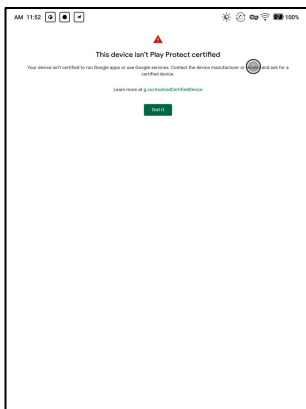 AM 11:52
100%
This device isn't Play Protect certified
Your device isn't certified to run Google apps or use Google services. Contact the device manufacturer or and ask for a
certified device.
Learn more at g.co/AndroidCertifiedDevice
Got it